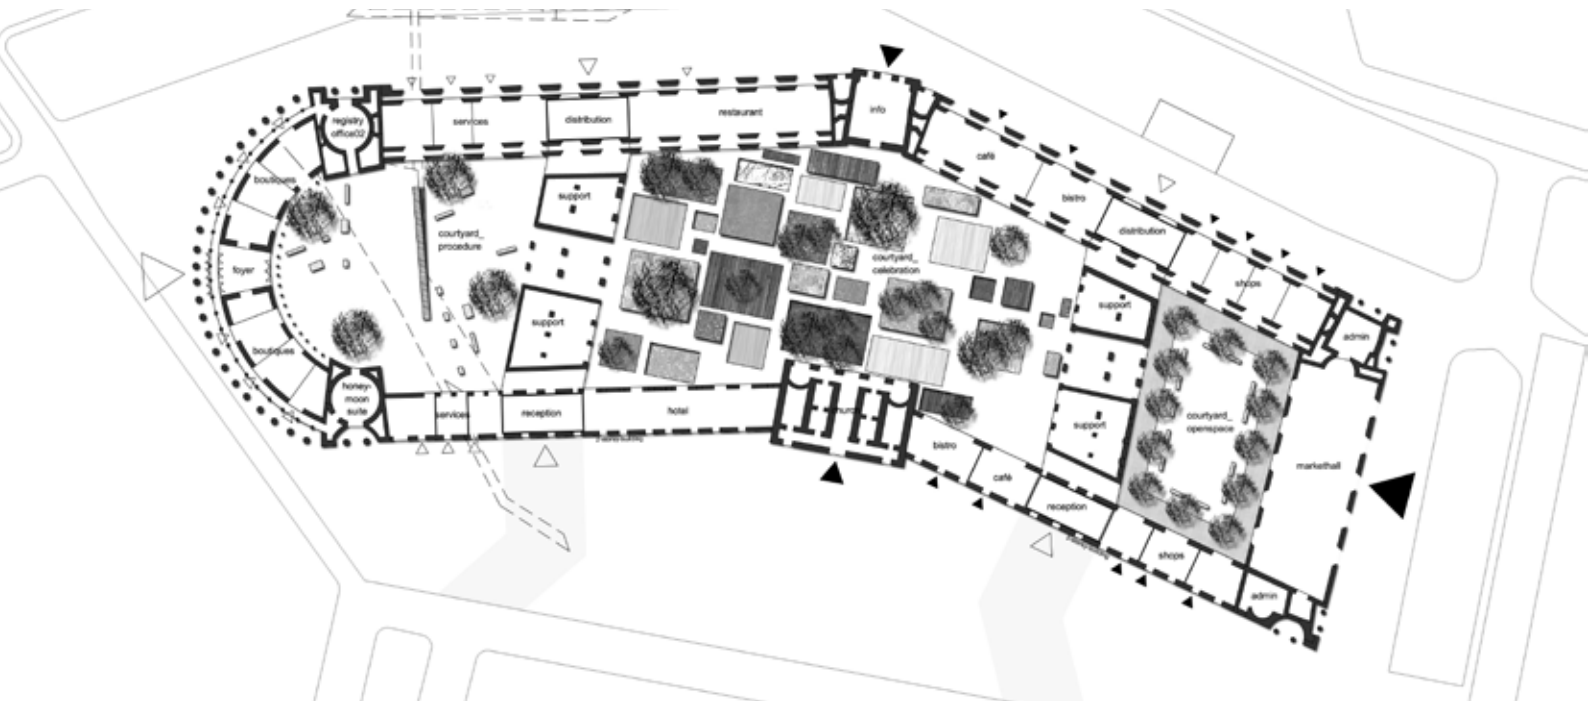 registry
office02
services
distribution
restaurant
info
café
bistro
distribution
shops
admin
boutiques
support
courtyard_
procedure
courtyard_
celebration
foyer
support
support
boutiques
honey-
moon
suite
services
reception
hotel
church
bistro
café
reception
support
courtyard_
openspace
markethall
shops
admin